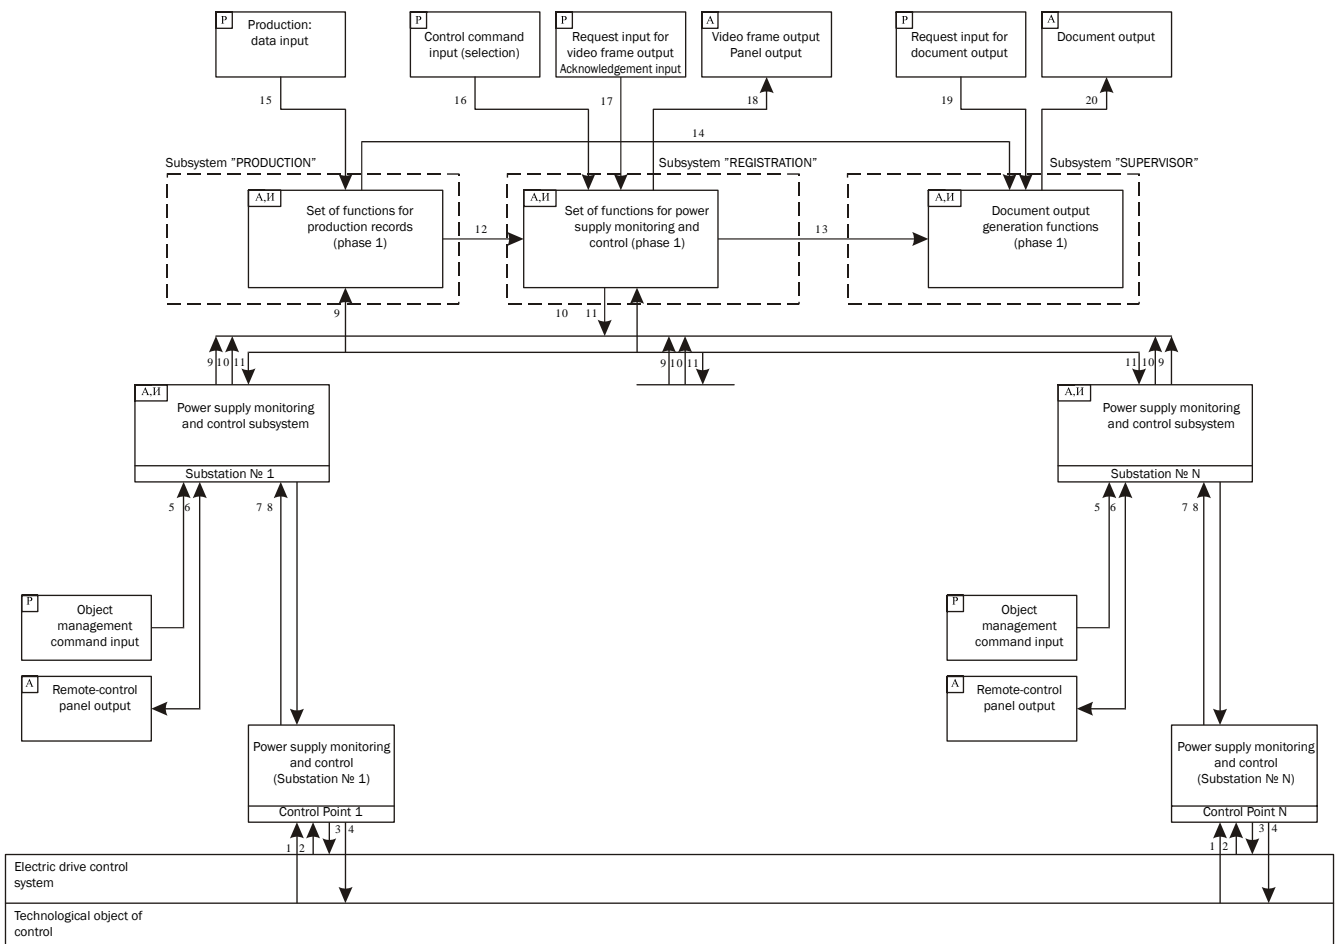 P
Production:
data input
P
Control command
input (selection)
P
Request input for
video frame output
Acknowledgement input
A
Video frame output
Panel output
P
Request input for
document output
A
Document output
15
16
17
18
19
20
14
Subsystem ”PRODUCTION”
Subsystem ”REGISTRATION”
Subsystem ”SUPERVISOR”
А,И
Set of functions for
production records
(phase 1)
12
А,И
Set of functions for power
supply monitoring and
control (phase 1)
13
А,И
Document output
generation functions
(phase 1)
9
10 11
9 10 11
9 10 11
11 10 9
А,И
Power supply monitoring
and control subsystem
Substation № 1
А,И
Power supply monitoring
and control subsystem
Substation № N
5 6
7 8
5 6
7 8
P
Object
management
command input
A
Remote-control
panel output
P
Object
management
command input
A
Remote-control
panel output
Power supply monitoring
and control
(Substation № 1)
Control Point 1
Power supply monitoring
and control
(Substation № N)
Control Point N
1 2
3 4
1 2
3 4
Electric drive control
system
Technological object of
control